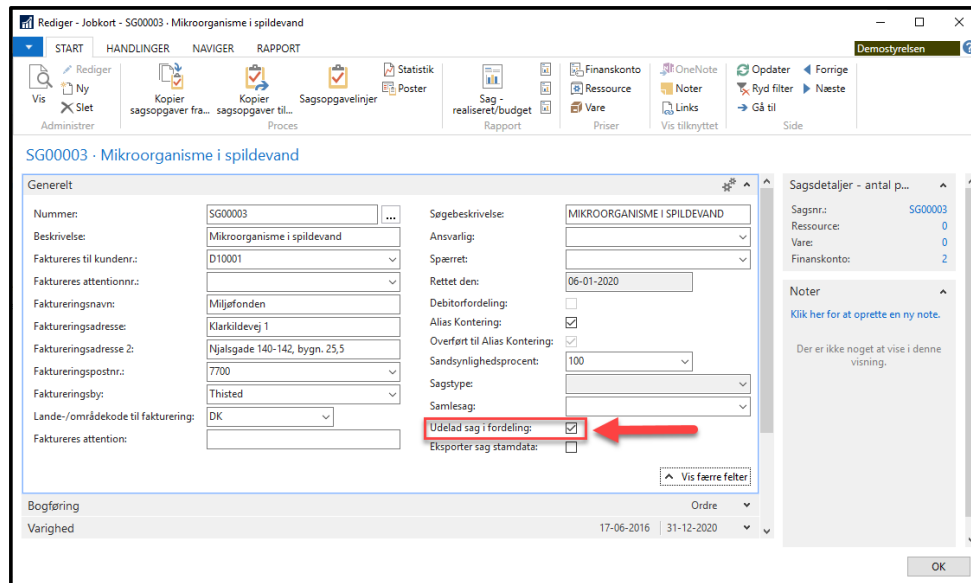 Rediger - Jobkort - SG00003 · Mikroorganisme i spildevand
START HANDLINGER NAVIGER RAPPORT
Demostyrelsen
Vis
Rediger
Ny
Slet
Administrer
Kopier sagsopgaver fra...
Kopier sagsopgaver til...
Sagsopgavelinjer
Statistik
Poster
Proces
Sag - realiseret/budget
Rapport
Finanskonto
Ressource
Vare
Priser
OneNote
Noter
Links
Vis tilknyttet
Opdater
Ryd filter
Gå til
Forrige
Næste
Side
SG00003 · Mikroorganisme i spildevand
Generelt
Nummer: SG00003 ...
Beskrivelse: Mikroorganisme i spildevand
Faktureres til kundenr.: D10001
Faktureres attentionnr.:
Faktureringsnavn: Miljøfonden
Faktureringsadresse: Klarkildevej 1
Faktureringsadresse 2: Njalsgade 140-142, bygn. 25,5
Faktureringspostnr.: 7700
Faktureringsby: Thisted
Lande-/områdekode til fakturering: DK
Faktureres attention:
Søgebeskrivelse: MIKROORGANISME I SPILDEVAND
Ansvarlig:
Spærret:
Rettet den: 06-01-2020
Debitorfordeling:
Alias Kontering:
Overført til Alias Kontering:
Sandsynlighedsprocent: 100
Sagstype:
Samlesag:
Udelad sag i fordeling:
Eksporter sag stamdata:
Vis færre felter
Bogføring Ordre
Varighed 17-06-2016 31-12-2020
Sagsdetaljer - antal p...
Sagsnr.: SG00003
Ressource: 0
Vare: 0
Finanskonto: 2
Noter
Klik her for at oprette en ny note.
Der er ikke noget at vise i denne
visning.
OK